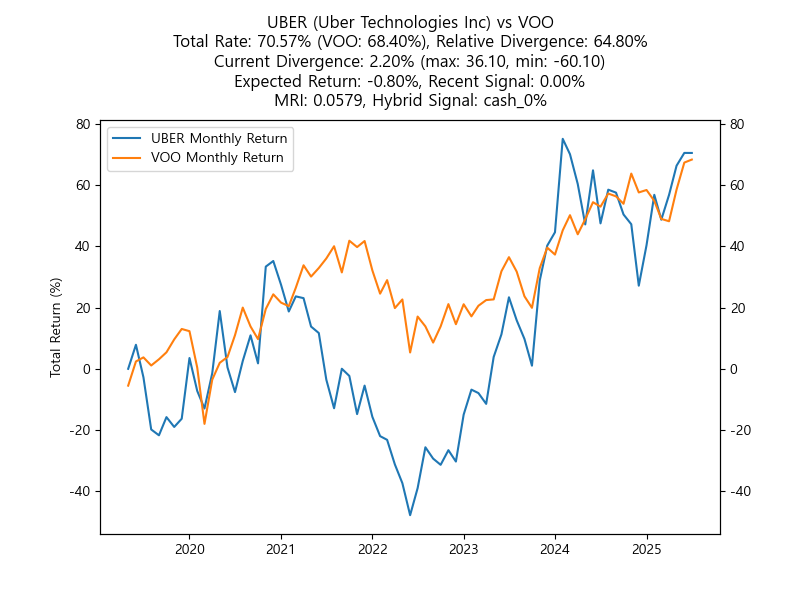 UBER (Uber Technologies Inc) vs VOO
Total Rate: 70.57% (VOO: 68.40%), Relative Divergence: 64.80%
Current Divergence: 2.20% (max: 36.10, min: -60.10)
Expected Return: -0.80%, Recent Signal: 0.00%
MRI: 0.0579, Hybrid Signal: cash_0%
UBER Monthly Return
VOO Monthly Return
Total Return (%)
80
60
40
20
0
-20
-40
80
60
40
20
0
-20
-40
2020
2021
2022
2023
2024
2025